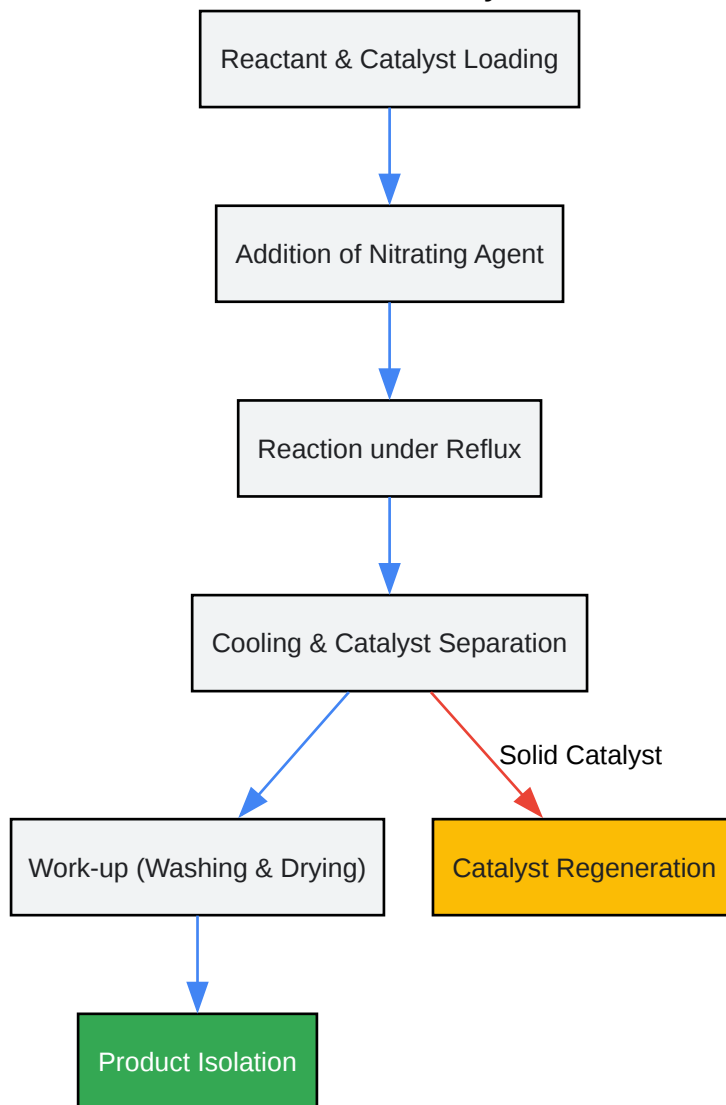 Reactant & Catalyst Loading
Addition of Nitrating Agent
Reaction under Reflux
Cooling & Catalyst Separation
Solid Catalyst
Work-up (Washing & Drying)
Catalyst Regeneration
Product Isolation